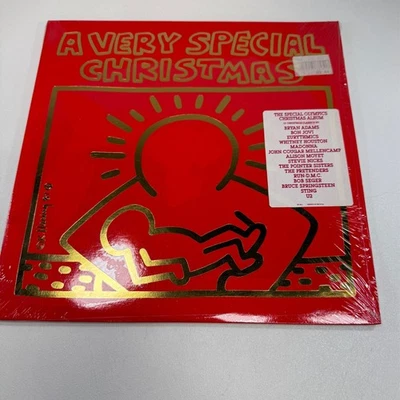 A VERY SPECIAL
CHRISTMAS
THE SPECIAL OLYMPICS
CHRISTMAS ALBUM
BRYAN ADAMS
BON JOVI
EURYTHMICS
WHITNEY HOUSTON
MADONNA
JOHN COUGAR MELLENCAMP
ALISON MOYET
STEVIE NICKS
THE POINTER SISTERS
THE PRETENDERS
RUN D.M.C.
BOB SEGER
BRUCE SPRINGSTEEN
STING
U2